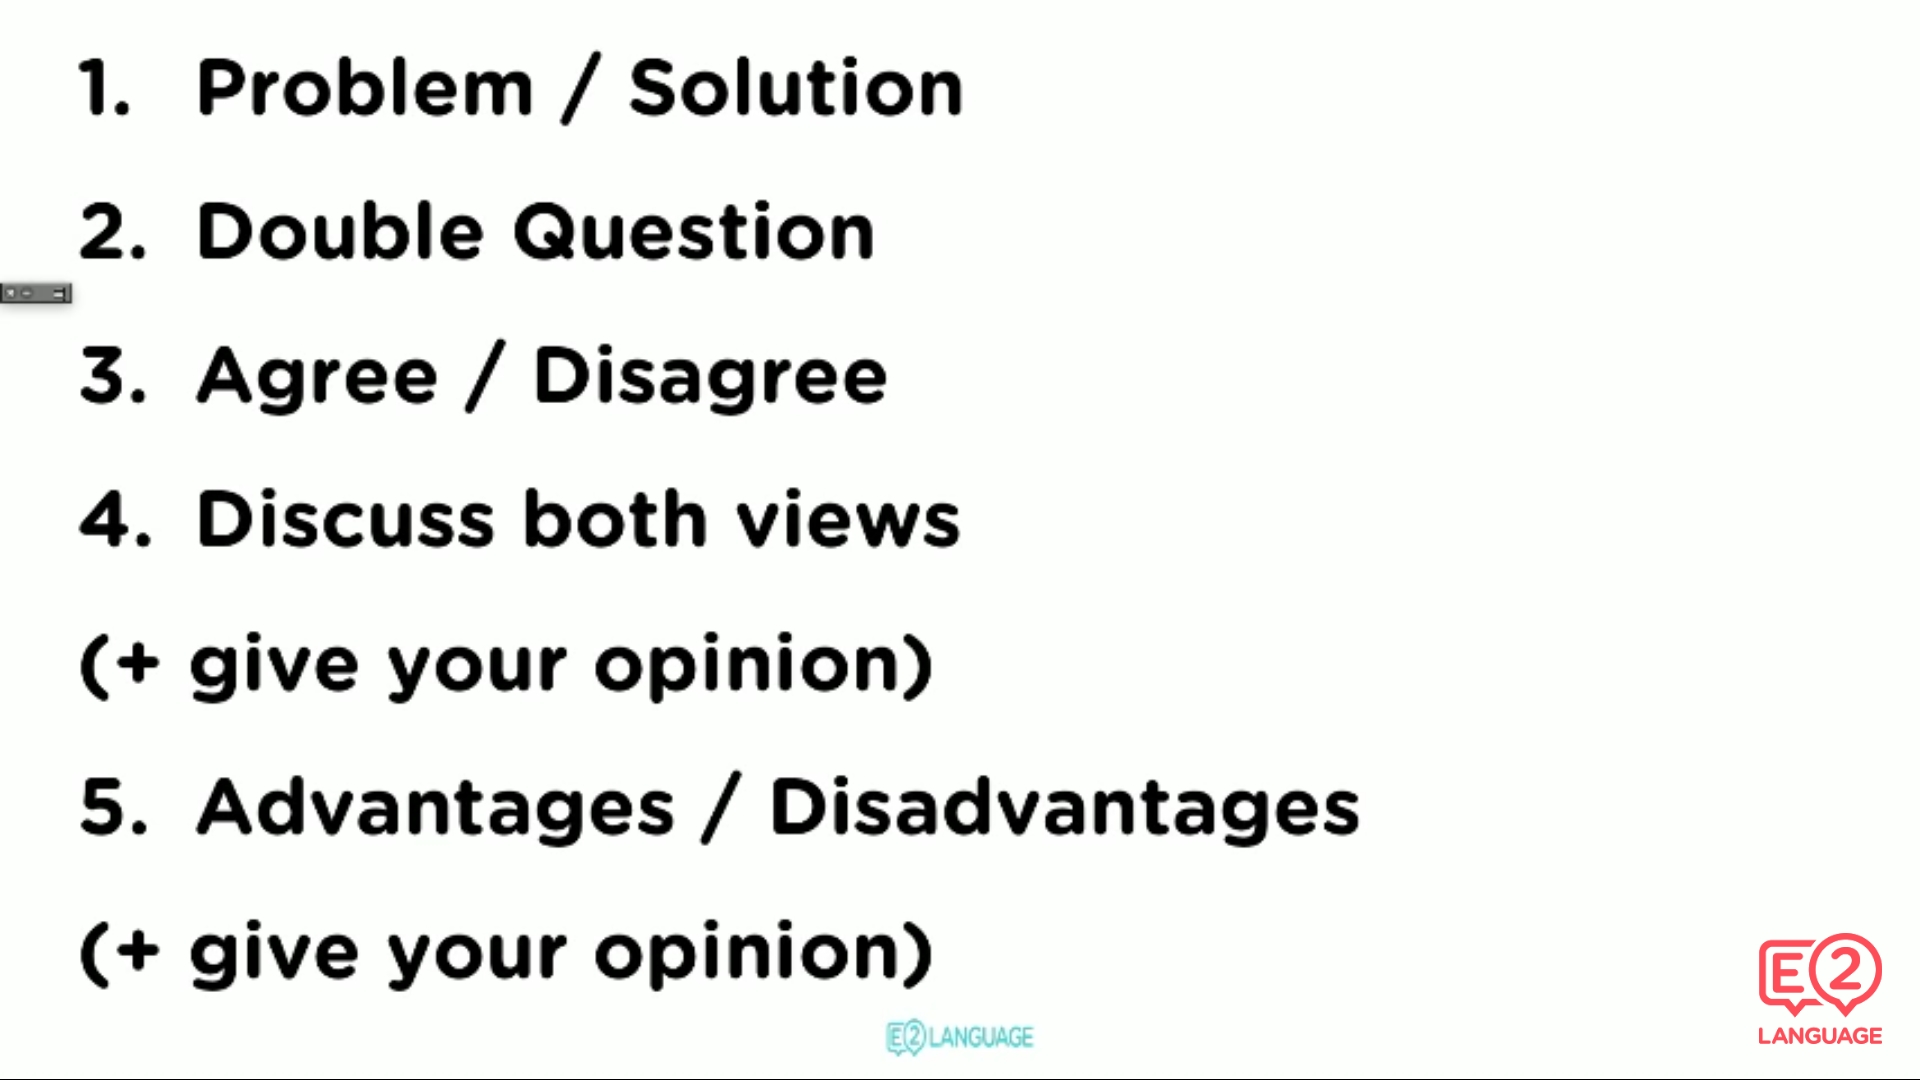 1. Problem / Solution
2. Double Question
3. Agree / Disagree
4. Discuss both views
(+ give your opinion)
5. Advantages / Disadvantages
(+ give your opinion)
E2 LANGUAGE
E2
LANGUAGE